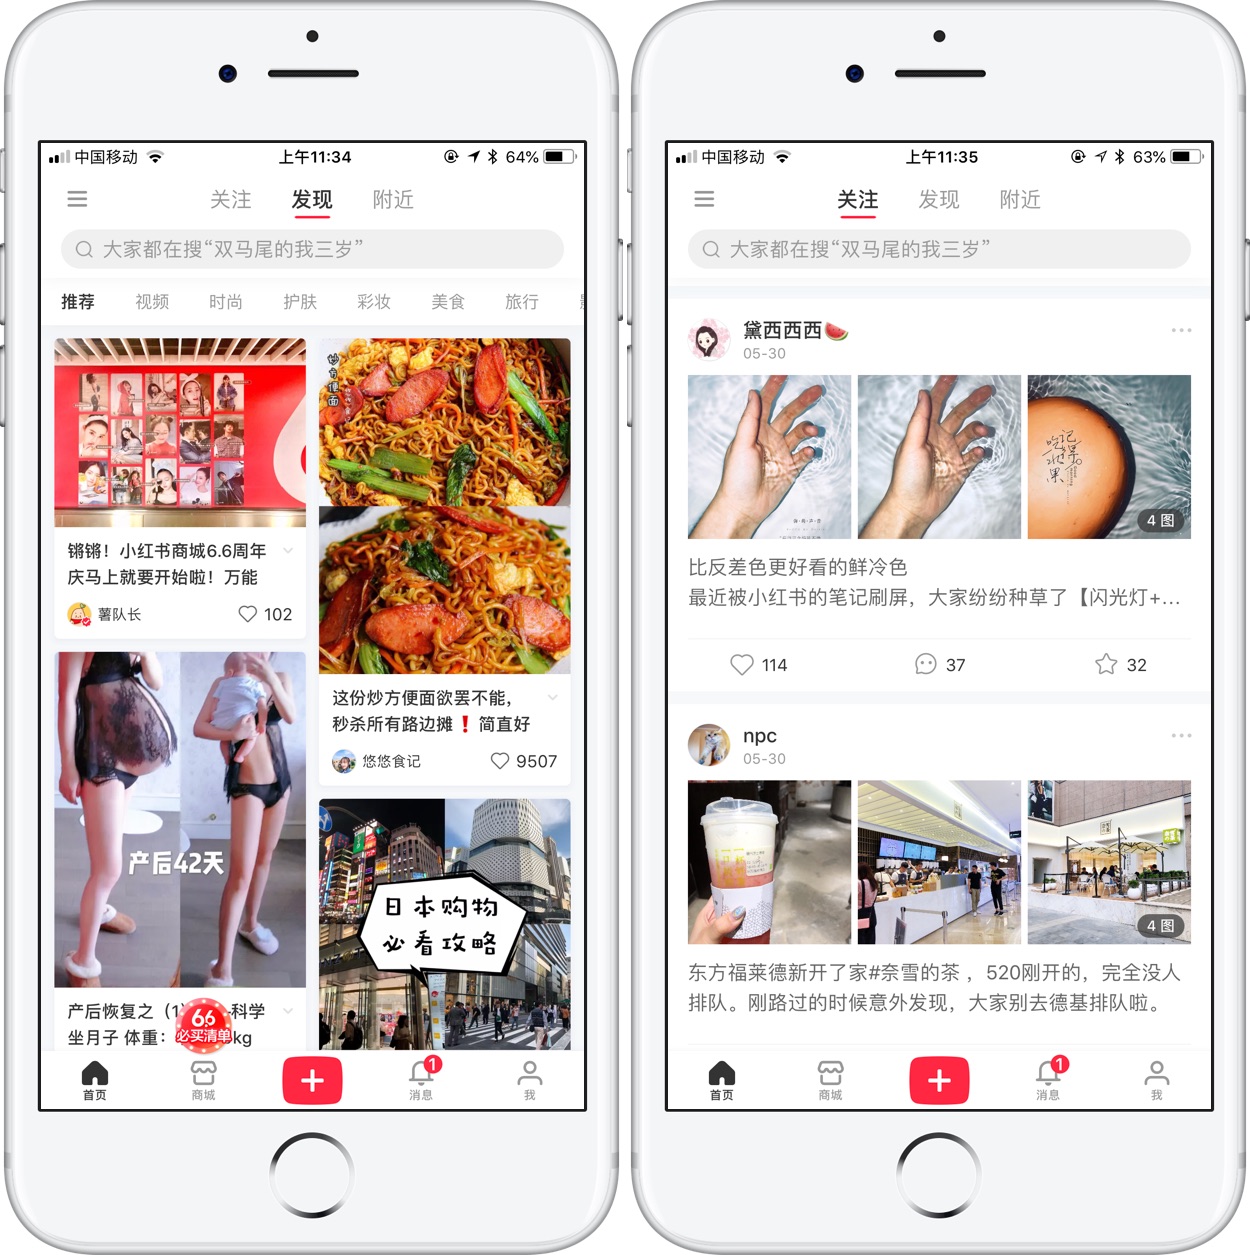 中国移动
上午11:34
64%
关注
发现
附近
大家都在搜“双马尾的我三岁”
推荐
视频
时尚
护肤
彩妆
美食
旅行
锵锵！小红书商城6.6周年
庆马上就要开始啦！万能
薯队长
102
炒方便面
这份炒方便面欲罢不能，
秒杀所有路边摊❗简直好
悠悠食记
9507
产后42天
产后恢复之（1
科学
坐月子 体重：
kg
日本购物
必看攻略
6.6
必买清单
首页
商城
1
消息
我
中国移动
上午11:35
63%
关注
发现
附近
大家都在搜“双马尾的我三岁”
黛西西西🍉
05-30
4 图
比反差色更好看的鲜冷色
最近被小红书的笔记刷屏，大家纷纷种草了【闪光灯+...
114
37
32
npc
05-30
4 图
东方福莱德新开了家#奈雪的茶 ，520刚开的，完全没人
排队。刚路过的时候意外发现，大家别去德基排队啦。
首页
商城
1
消息
我